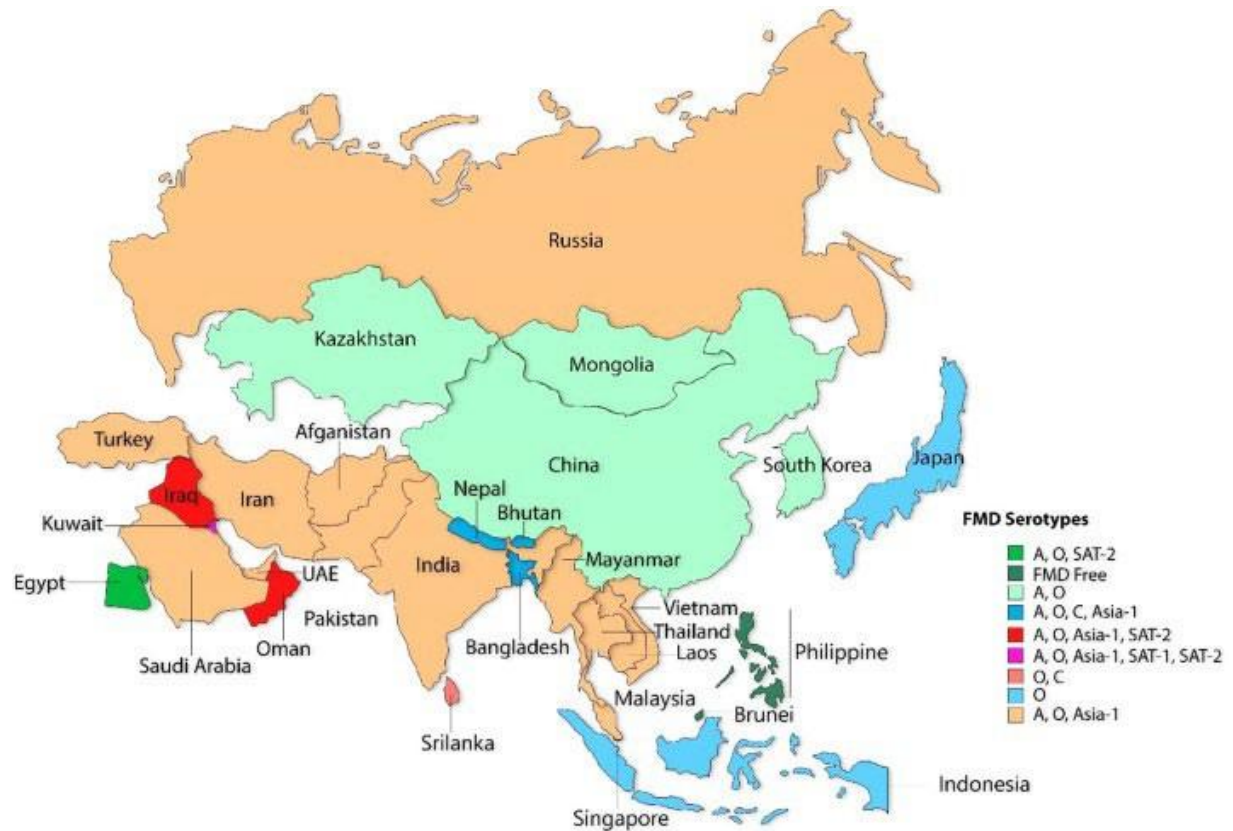 Russia
Kazakhstan
Mongolia
Turkey
Afganistan
China
South Korea
Japan
Iraq
Iran
Nepal
Bhutan
Kuwait
Mayanmar
India
UAE
Egypt
Pakistan
Vietnam
Thailand
Oman
Bangladesh
Laos
Philippine
Saudi Arabia
Malaysia
Brunei
Srilanka
Indonesia
Singapore
FMD Serotypes
A, O, SAT-2
FMD Free
A, O
A, O, C, Asia-1
A, O, Asia-1, SAT-2
A, O, Asia-1, SAT-1, SAT-2
O, C
O
A, O, Asia-1